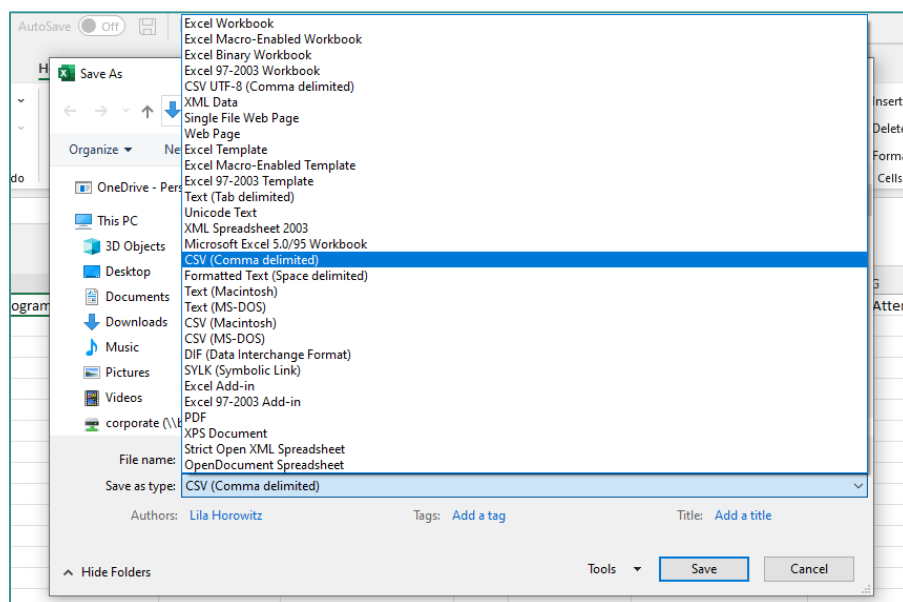 AutoSave Off
H
Save As
Organize
Ne
do
OneDrive - Pers
This PC
3D Objects
Desktop
Documents
Downloads
Music
Pictures
Videos
corporate (\\b
ogram
Excel Workbook
Excel Macro-Enabled Workbook
Excel Binary Workbook
Excel 97-2003 Workbook
CSV UTF-8 (Comma delimited)
XML Data
Single File Web Page
Web Page
Excel Template
Excel Macro-Enabled Template
Excel 97-2003 Template
Text (Tab delimited)
Unicode Text
XML Spreadsheet 2003
Microsoft Excel 5.0/95 Workbook
CSV (Comma delimited)
Formatted Text (Space delimited)
Text (Macintosh)
Text (MS-DOS)
CSV (Macintosh)
CSV (MS-DOS)
DIF (Data Interchange Format)
SYLK (Symbolic Link)
Excel Add-in
Excel 97-2003 Add-in
PDF
XPS Document
Strict Open XML Spreadsheet
OpenDocument Spreadsheet
Insert
Delete
Forma
Cells
G
Atter
File name:
Save as type: CSV (Comma delimited)
Authors: Lila Horowitz Tags: Add a tag Title: Add a title
Hide Folders Tools Save Cancel